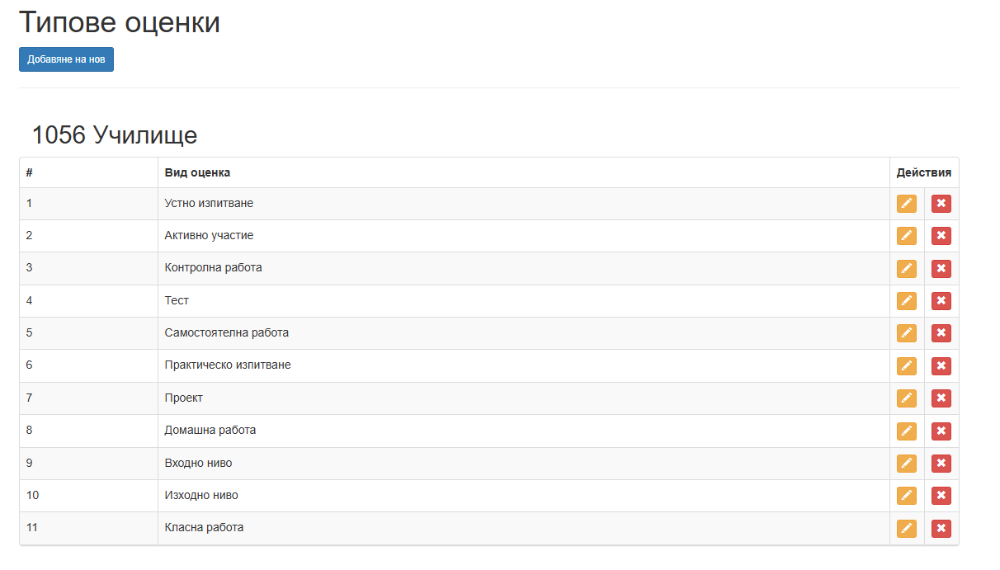 Типове оценки
Добавяне на нов
1056 Училище
# Вид оценка Действия
1 Устно изпитване
2 Активно участие
3 Контролна работа
4 Тест
5 Самостоятелна работа
6 Практическо изпитване
7 Проект
8 Домашна работа
9 Входно ниво
10 Изходно ниво
11 Класна работа